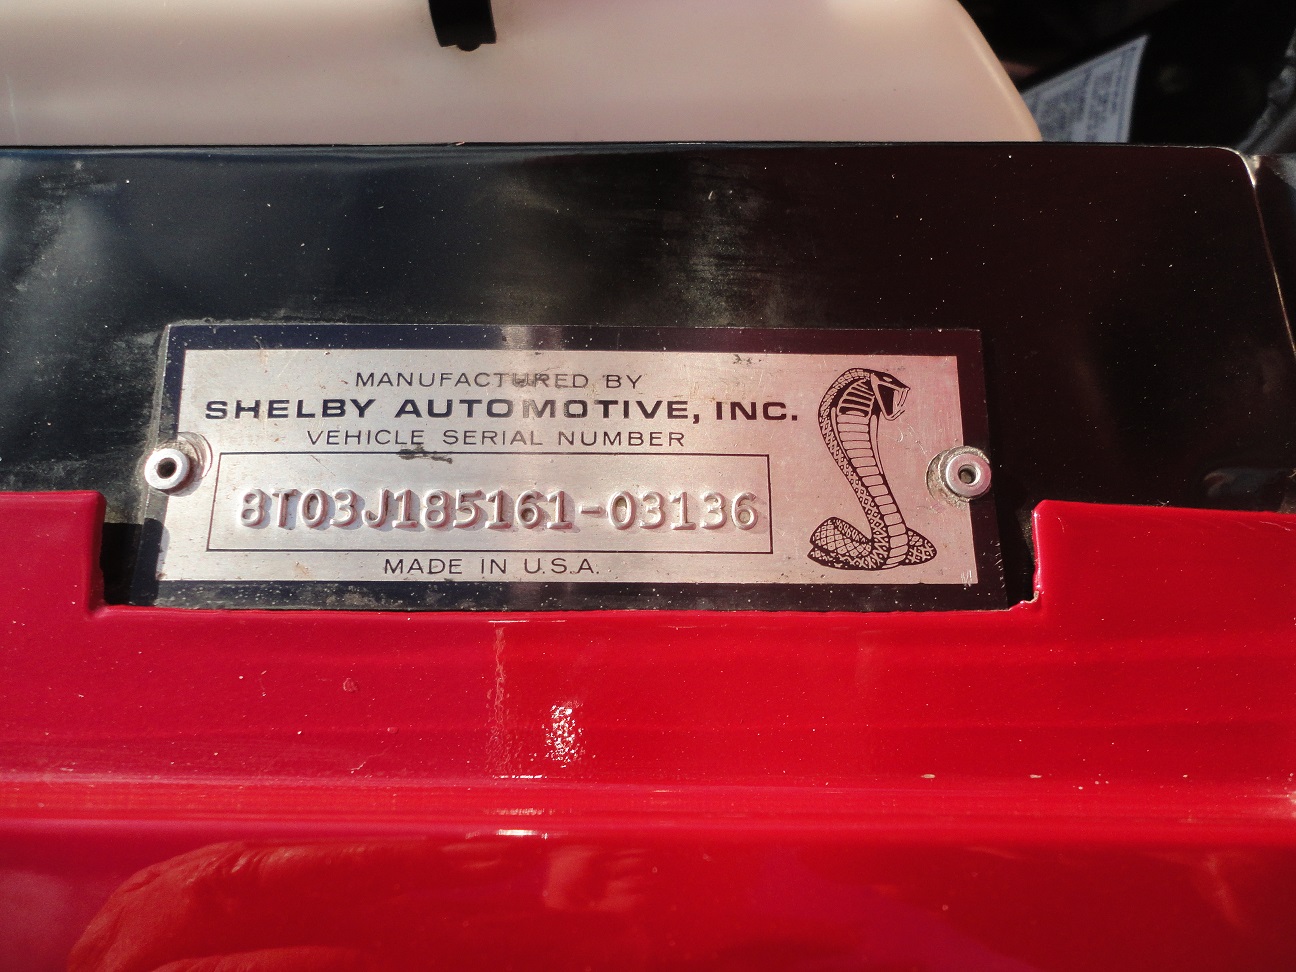 MANUFACTURED BY
SHELBY AUTOMOTIVE, INC.
VEHICLE SERIAL NUMBER
8T03J185161-03136
MADE IN U.S.A.